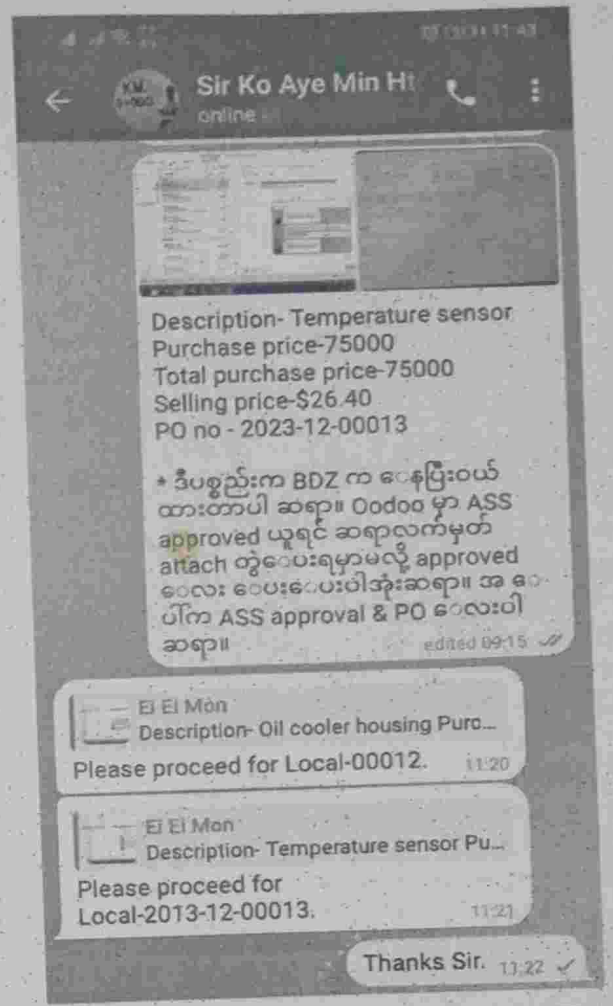 11:43
Sir Ko Aye Min Ht
online
Description- Temperature sensor
Purchase price-75000
Total purchase price-75000
Selling price-$26.40
PO no - 2023-12-00013
* ဒီပစ္စည်းက BDZ က နေပြီးဝယ်
ထားတာပါ ဆရာ။ Oodoo မှာ ASS
approved ယူရင် ဆရာလက်မှတ်
attach တွဲပေးရမှာမလို့ approved
လေး ပေးပေးပါအုံးဆရာ။ အ ပေ
ါ်က ASS approval & PO လေးပါ
ဆရာ။
edited 09:15
Ei Ei Mon
Description- Oil cooler housing Purc...
Please proceed for Local-00012. 11:20
Ei Ei Mon
Description- Temperature sensor Pu...
Please proceed for
Local-2013-12-00013. 11:21
Thanks Sir. 11:22